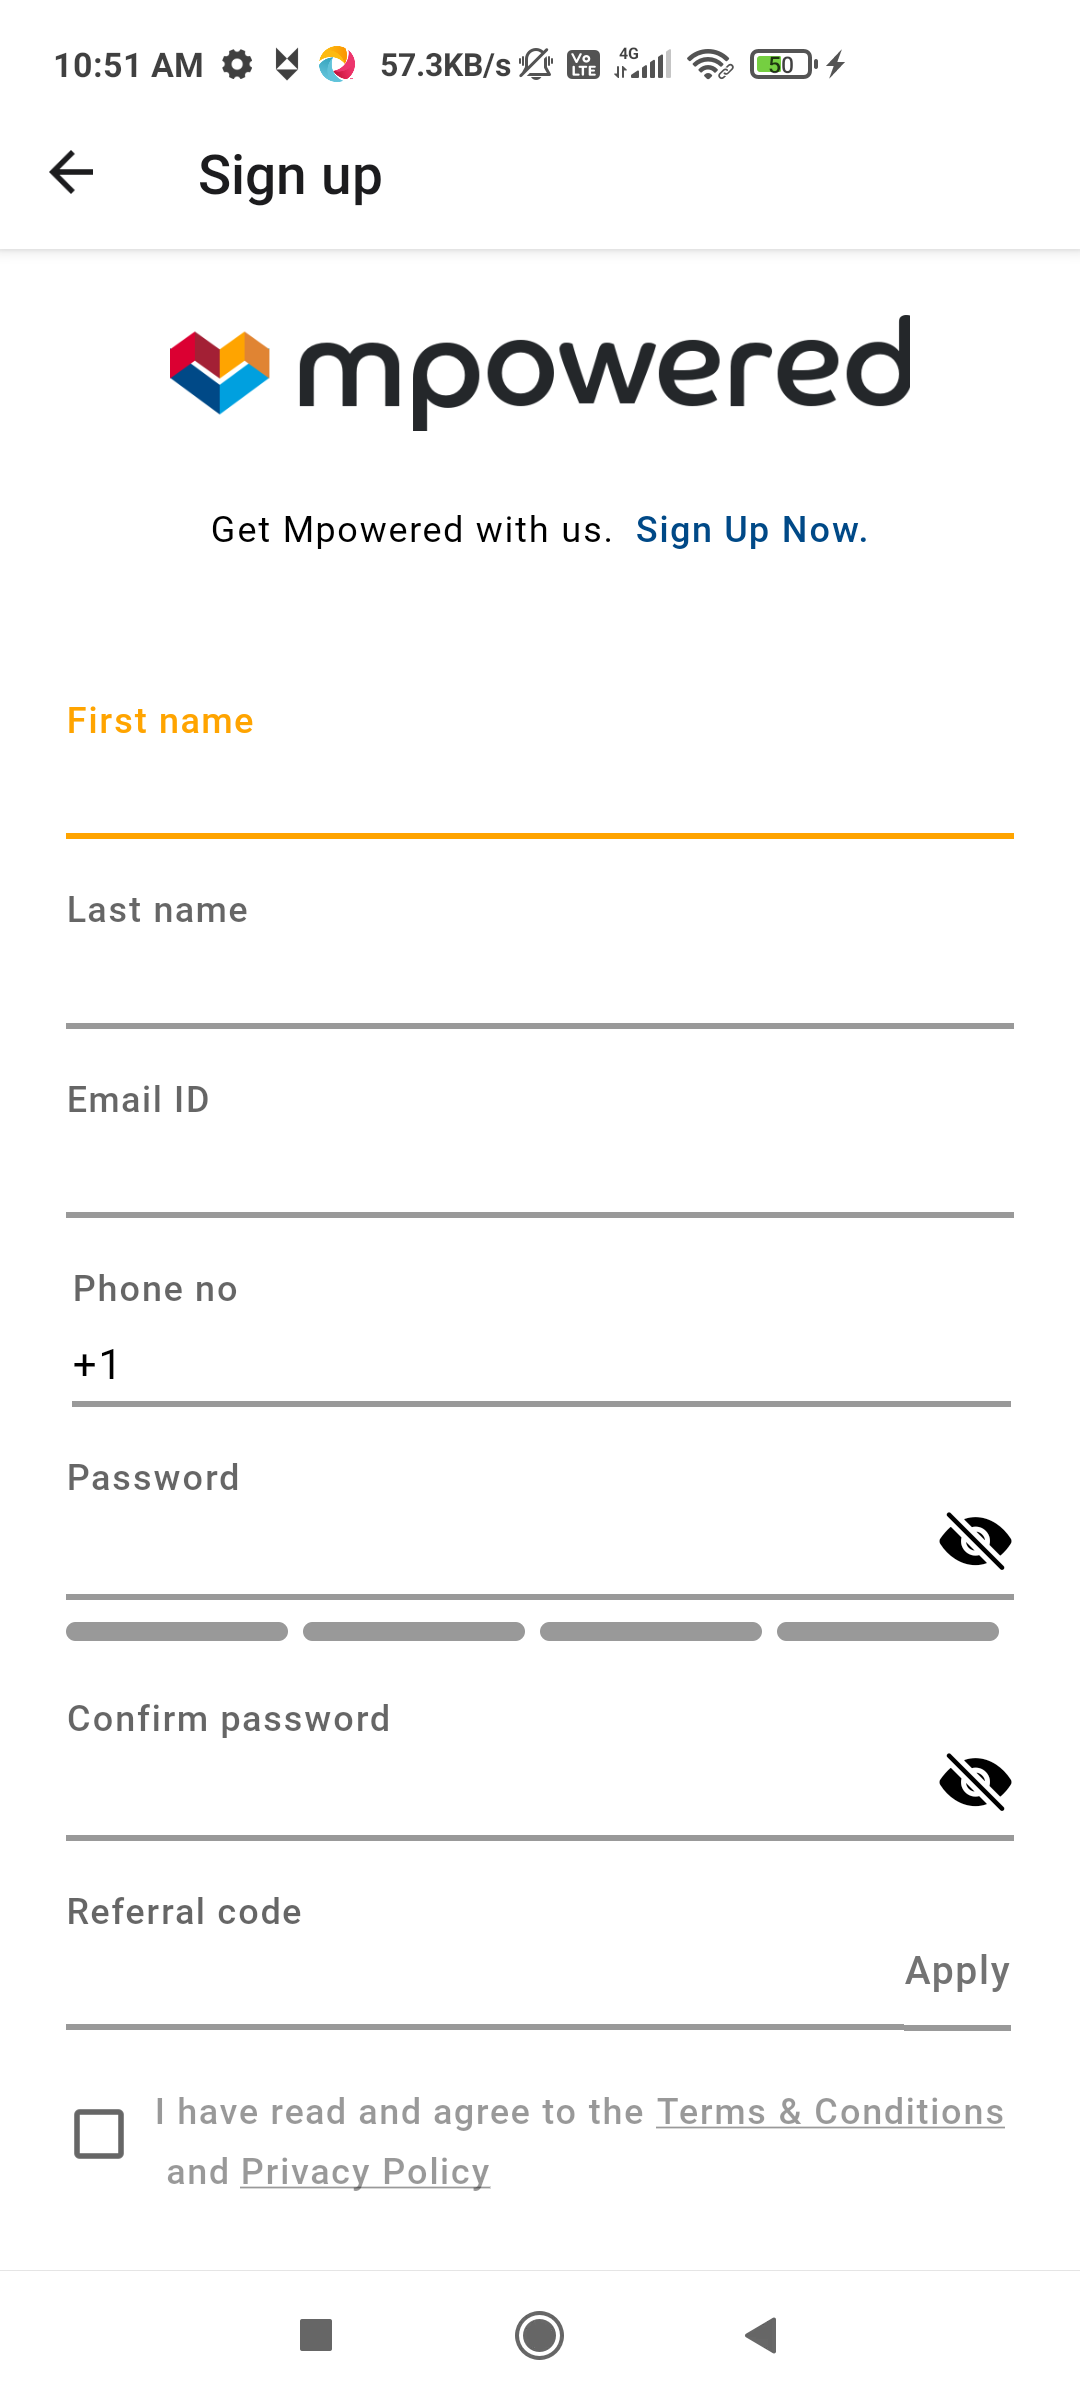 10:51 AM 57.3KB/s Vo LTE 4G 50
Sign up
mpowered
Get Mpowered with us. Sign Up Now.
First name
Last name
Email ID
Phone no
+1
Password
Confirm password
Referral code
Apply
I have read and agree to the Terms & Conditions
and Privacy Policy